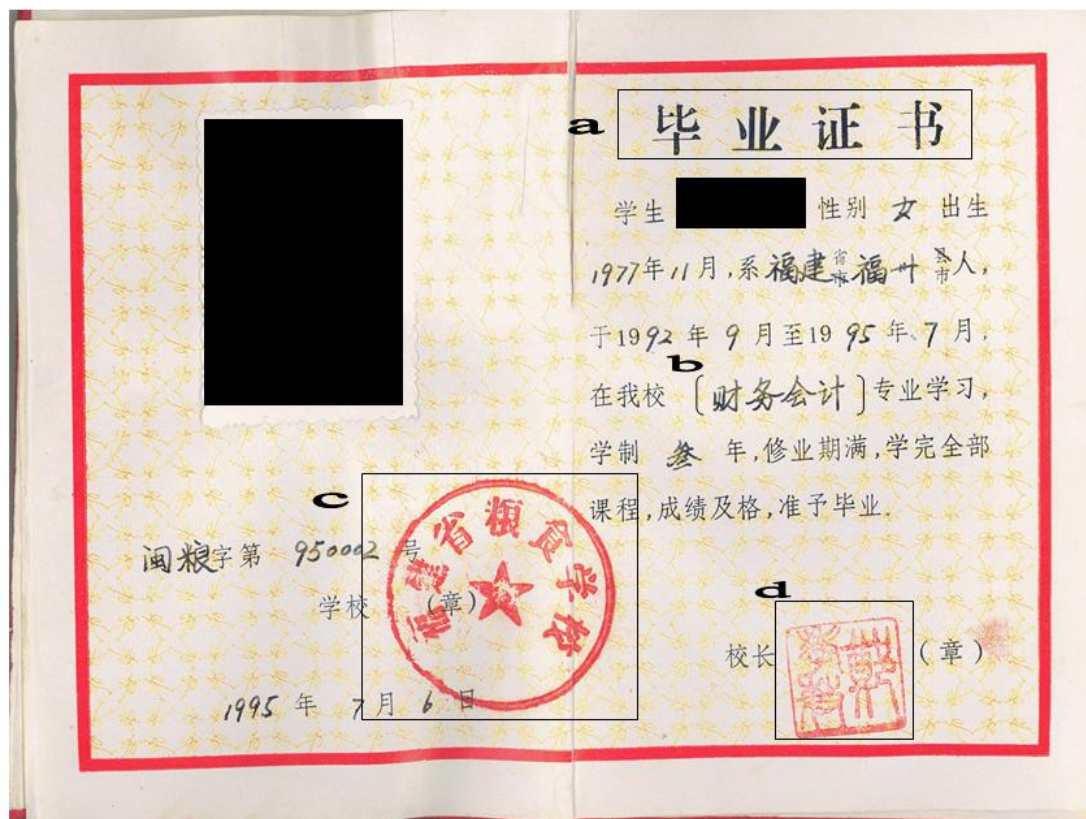 a 毕业证书
学生 性别 女 出生
1977年11月,系福建省市福州县市人,
于1992年9月至1995年7月,
b
在我校〔财务会计〕专业学习,
学制 叁 年,修业期满,学完全部
课程,成绩及格,准予毕业.
c
福建省粮食学校
闽粮字第 950002 号
学校 (章)
1995 年 7 月 6 日
d
校长 (章)